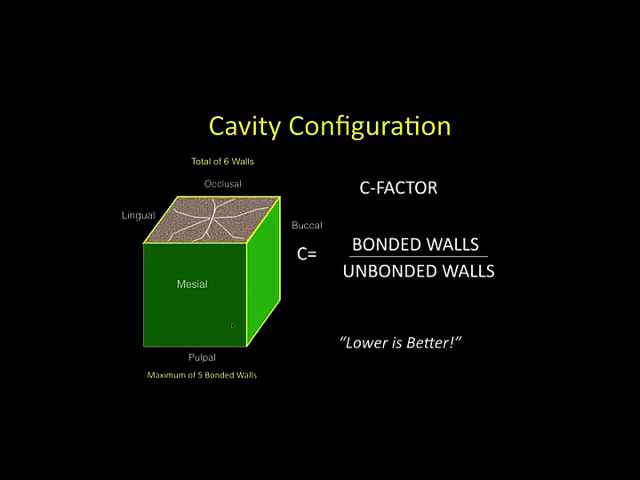 Cavity Configuration
Total of 6 Walls
Occlusal
Lingual
Buccal
Mesial
Pulpal
Maximum of 5 Bonded Walls
C-FACTOR
C=
BONDED WALLS
UNBONDED WALLS
“Lower is Better!”